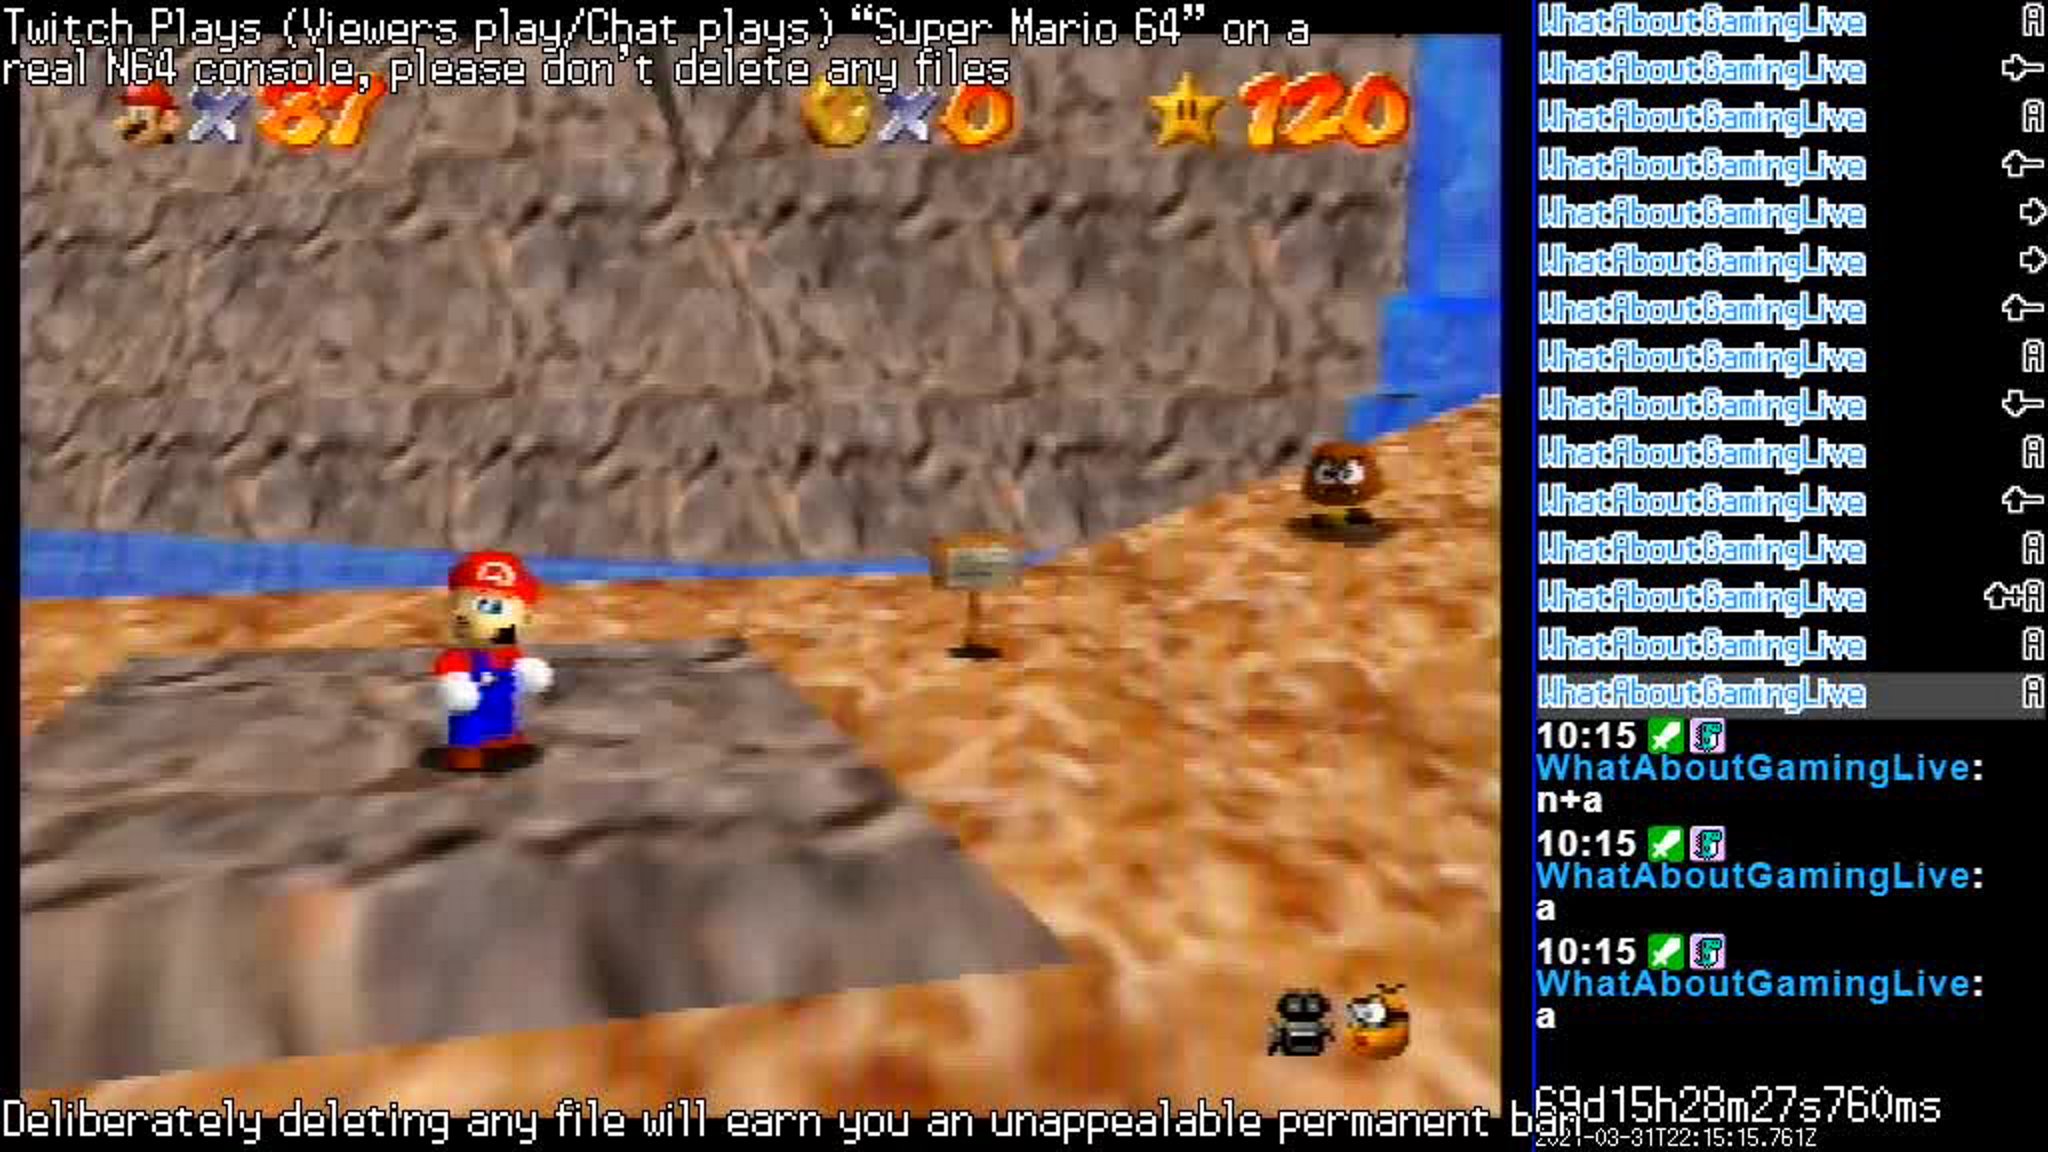 Twitch Plays (Viewers play/Chat plays) “Super Mario 64” on a
real N64 console, please don't delete any files
87
0
120
WhatAboutGamingLive A
WhatAboutGamingLive
WhatAboutGamingLive A
WhatAboutGamingLive
WhatAboutGamingLive
WhatAboutGamingLive
WhatAboutGamingLive
WhatAboutGamingLive A
WhatAboutGamingLive
WhatAboutGamingLive A
WhatAboutGamingLive
WhatAboutGamingLive A
WhatAboutGamingLive +A
WhatAboutGamingLive A
WhatAboutGamingLive A
10:15
WhatAboutGamingLive:
n+a
10:15
WhatAboutGamingLive:
a
10:15
WhatAboutGamingLive:
a
Deliberately deleting any file will earn you an unappealable permanent ban
69d15h28m27s760ms
2021-03-31T22:15:15.761Z